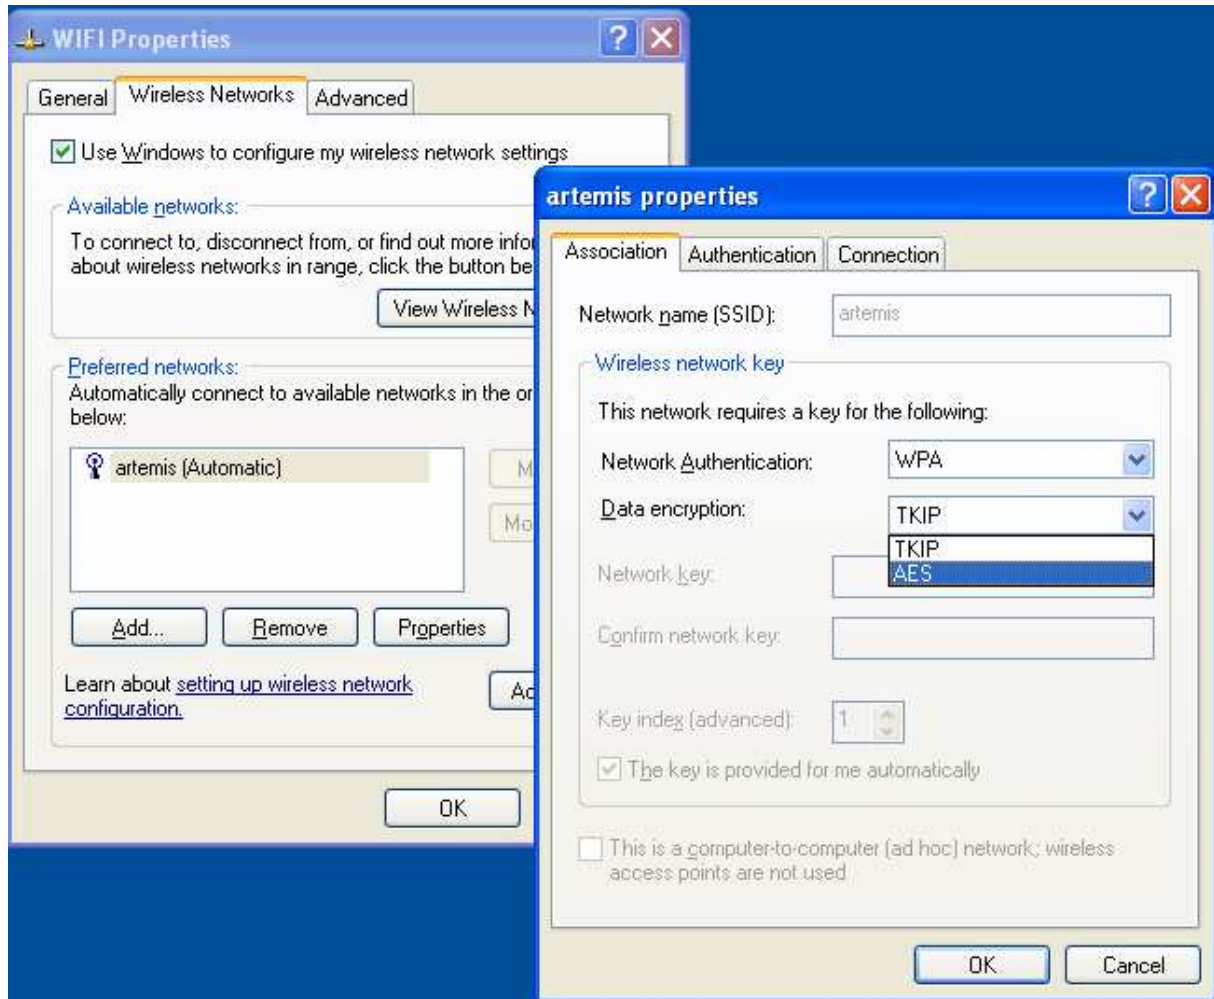 WIFI Properties
General
Wireless Networks
Advanced
Use Windows to configure my wireless network settings
Available networks:
To connect to, disconnect from, or find out more
about wireless networks in range, click the button
View Wireless
Preferred networks:
Automatically connect to available networks in the
below:
artemis (Automatic)
Add...
Remove
Properties
Learn about setting up wireless network
configuration.
OK
artemis properties
Association
Authentication
Connection
Network name (SSID):
artemis
Wireless network key
This network requires a key for the following:
Network Authentication:
WPA
Data encryption:
TKIP
TKIP
AES
Network key:
Confirm network key:
Key index (advanced):
1
The key is provided for me automatically
This is a computer-to-computer (ad hoc) network; wireless
access points are not used
OK
Cancel